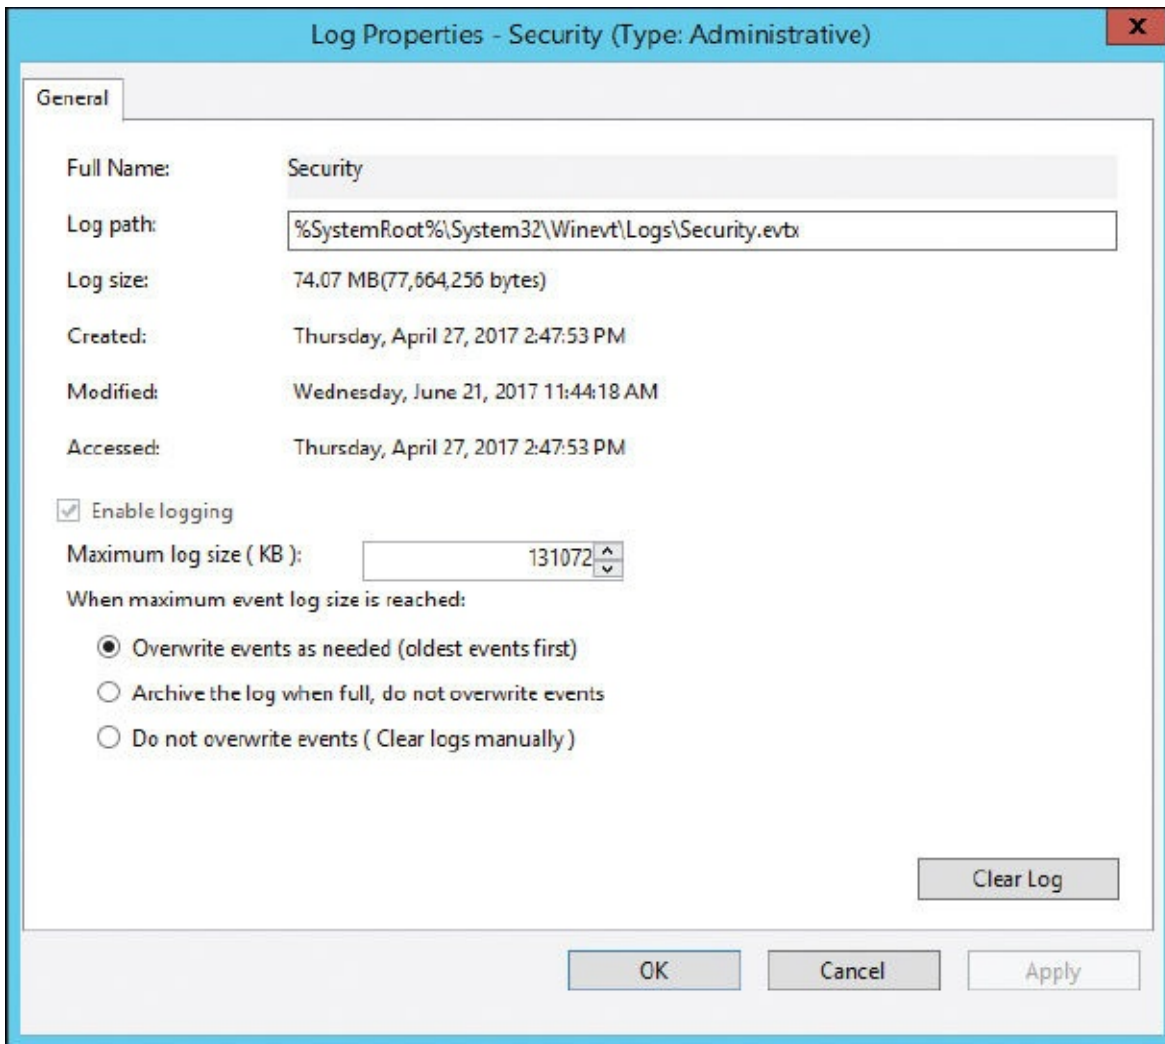 Log Properties - Security (Type: Administrative)
X
General
Full Name: Security
Log path: %SystemRoot%\System32\Winevt\Logs\Security.evtx
Log size: 74.07 MB(77,664,256 bytes)
Created: Thursday, April 27, 2017 2:47:53 PM
Modified: Wednesday, June 21, 2017 11:44:18 AM
Accessed: Thursday, April 27, 2017 2:47:53 PM
Enable logging
Maximum log size ( KB ): 131072
When maximum event log size is reached:
Overwrite events as needed (oldest events first)
Archive the log when full, do not overwrite events
Do not overwrite events ( Clear logs manually )
Clear Log
OK Cancel Apply